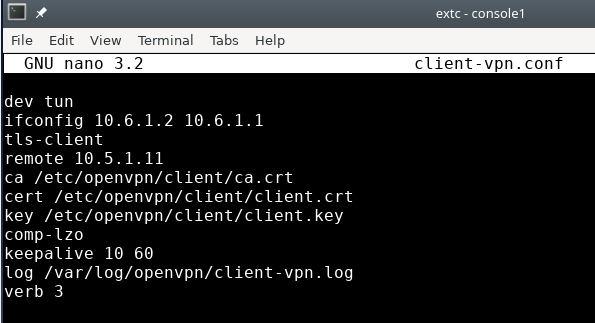 extc - console1
File Edit View Terminal Tabs Help
GNU nano 3.2 client-vpn.conf
dev tun
ifconfig 10.6.1.2 10.6.1.1
tls-client
remote 10.5.1.11
ca /etc/openvpn/client/ca.crt
cert /etc/openvpn/client/client.crt
key /etc/openvpn/client/client.key
comp-lzo
keepalive 10 60
log /var/log/openvpn/client-vpn.log
verb 3